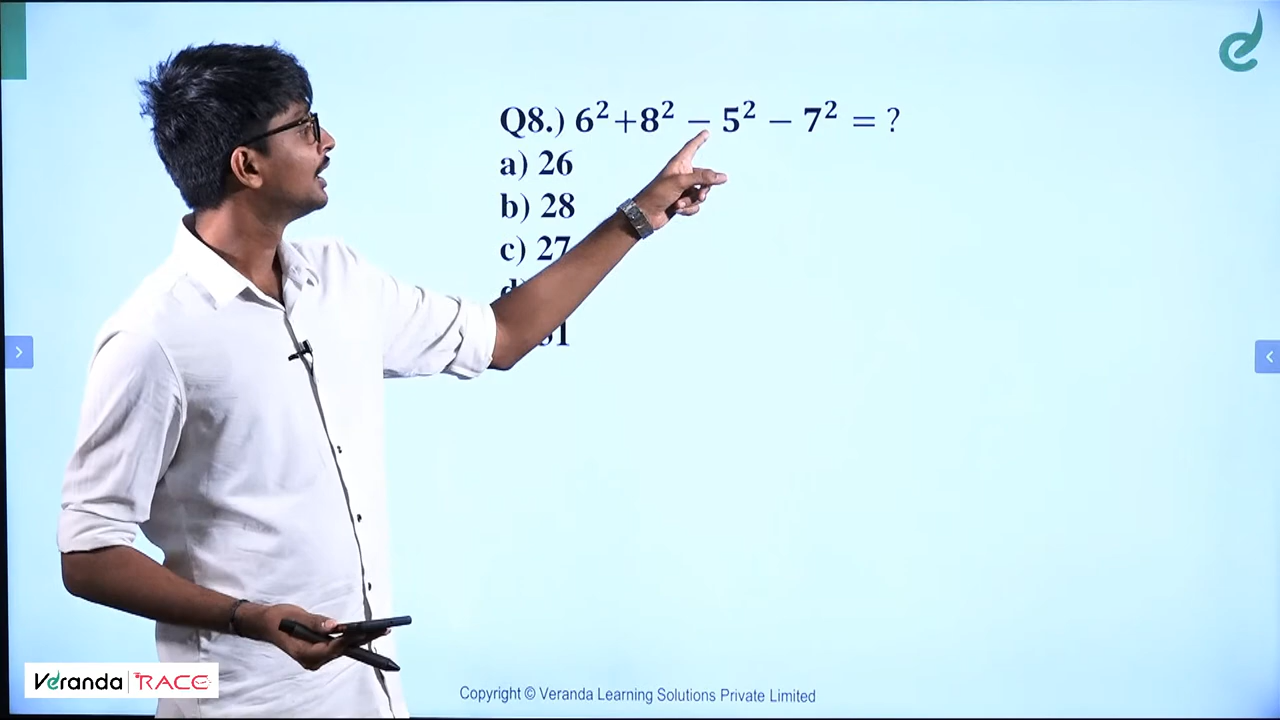 Q8.) 6² +8² − 5² − 7² = ?
a) 26
b) 28
c) 27
Veranda RACE
Copyright © Veranda Learning Solutions Private Limited